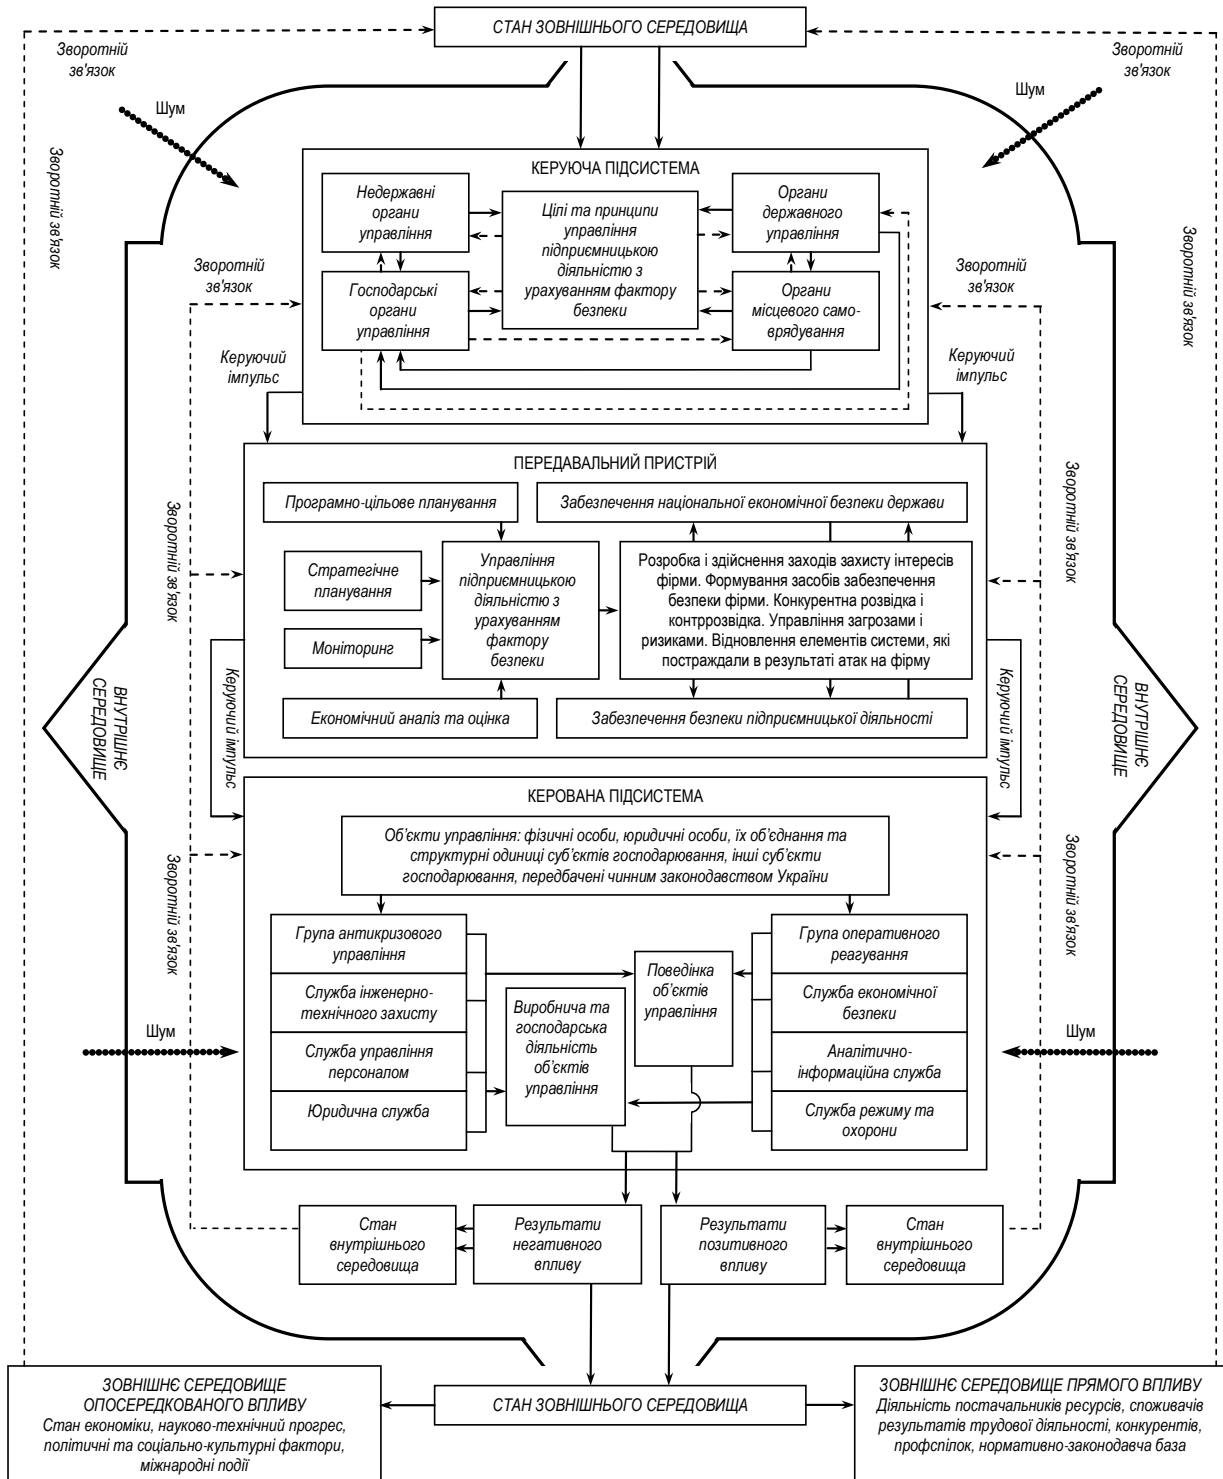 СТАН ЗОВНІШНЬОГО СЕРЕДОВИЩА
Зворотній
зв'язок
Зворотній
зв'язок
Шум
Шум
Зворотній зв'язок
Зворотній зв'язок
КЕРУЮЧА ПІДСИСТЕМА
Недержавні
органи
управління
Цілі та принципи
управління
підприємницькою
діяльністю з
урахуванням фактору
безпеки
Органи
державного
управління
Господарські
органи
управління
Органи
місцевого само-
врядування
Зворотній
зв'язок
Зворотній
зв'язок
Керуючий
імпульс
Керуючий
імпульс
ПЕРЕДАВАЛЬНИЙ ПРИСТРІЙ
Програмно-цільове планування
Забезпечення національної економічної безпеки держави
Стратегічне
планування
Моніторинг
Управління
підприємницькою
діяльністю з
урахуванням
фактору
безпеки
Розробка і здійснення заходів захисту інтересів
фірми. Формування засобів забезпечення
безпеки фірми. Конкурентна розвідка і
контррозвідка. Управління загрозами і
ризиками. Відновлення елементів системи, які
постраждали в результаті атак на фірму
Економічний аналіз та оцінка
Забезпечення безпеки підприємницької діяльності
Зворотній зв'язок
Зворотній зв'язок
ВНУТРІШНЄ
СЕРЕДОВИЩЕ
ВНУТРІШНЄ
СЕРЕДОВИЩЕ
Керуючий імпульс
Керуючий імпульс
КЕРОВАНА ПІДСИСТЕМА
Об'єкти управління: фізичні особи, юридичні особи, їх об'єднання та
структурні одиниці суб'єктів господарювання, інші суб'єкти
господарювання, передбачені чинним законодавством України
Зворотній зв'язок
Зворотній зв'язок
Група антикризового
управління
Служба інженерно-
технічного захисту
Служба управління
персоналом
Юридична служба
Виробнича та
господарська
діяльність
об'єктів
управління
Поведінка
об'єктів
управління
Група оперативного
реагування
Служба економічної
безпеки
Аналітично-
інформаційна служба
Служба режиму та
охорони
Шум
Шум
Стан
внутрішнього
середовища
Результати
негативного
впливу
Результати
позитивного
впливу
Стан
внутрішнього
середовища
ЗОВНІШНЄ СЕРЕДОВИЩЕ
ОПОСЕРЕДКОВАНОГО ВПЛИВУ
Стан економіки, науково-технічний прогрес,
політичні та соціально-культурні фактори,
міжнародні події
СТАН ЗОВНІШНЬОГО СЕРЕДОВИЩА
ЗОВНІШНЄ СЕРЕДОВИЩЕ ПРЯМОГО ВПЛИВУ
Діяльність постачальників ресурсів, споживачів
результатів трудової діяльності, конкурентів,
профспілок, нормативно-законодавча база